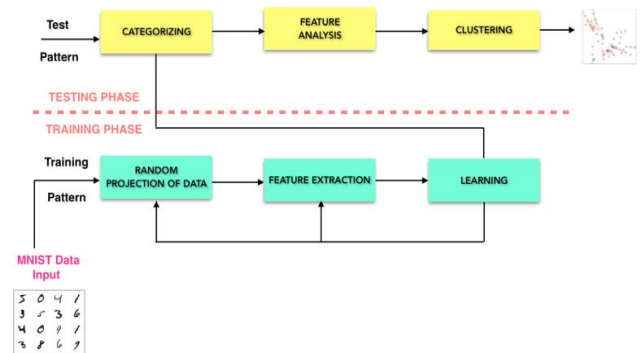 Test
Pattern
CATEGORIZING
FEATURE
ANALYSIS
CLUSTERING
TESTING PHASE
TRAINING PHASE
Training
Pattern
RANDOM
PROJECTION OF DATA
FEATURE EXTRACTION
LEARNING
MNIST Data
Input
5 0 4 1
3 5 3 6
4 0 9 1
3 8 6 9